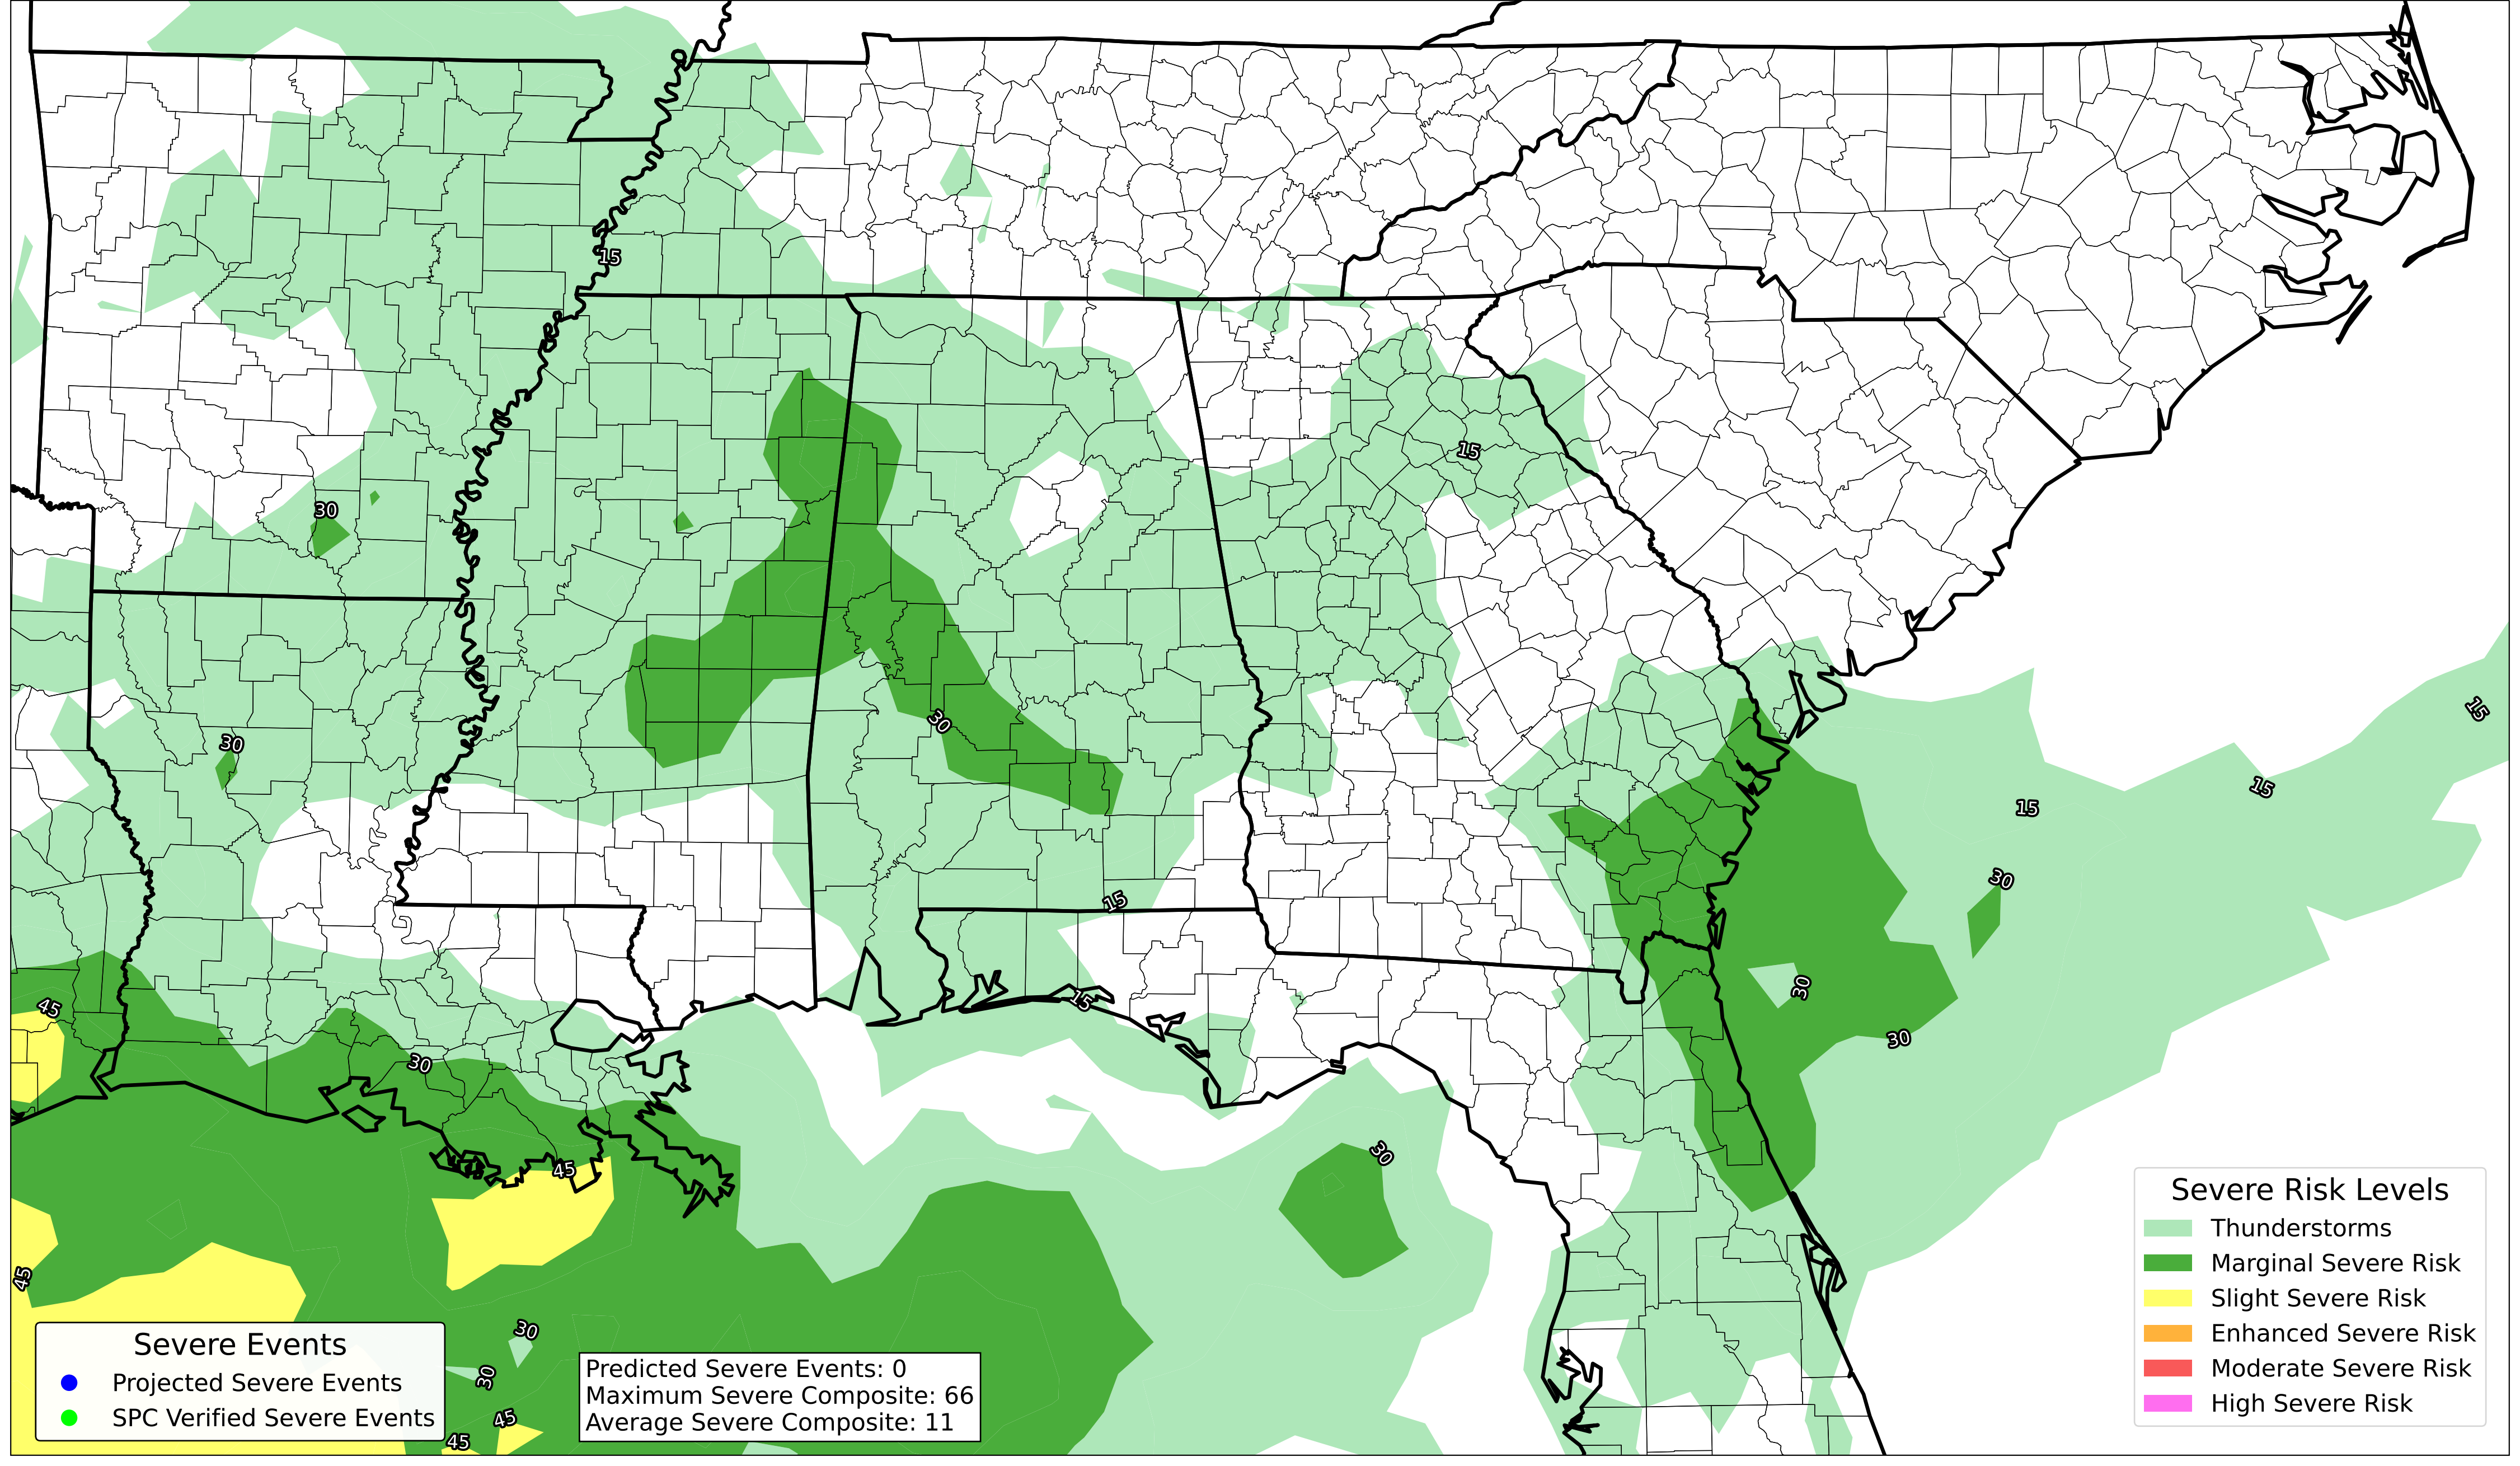 15
15
30
15
30
30
15
15
15
30
15
45
30
15
30
30
45
30
45
30
30
45
45
Severe Events
Projected Severe Events
SPC Verified Severe Events
Predicted Severe Events: 0
Maximum Severe Composite: 66
Average Severe Composite: 11
Severe Risk Levels
Thunderstorms
Marginal Severe Risk
Slight Severe Risk
Enhanced Severe Risk
Moderate Severe Risk
High Severe Risk